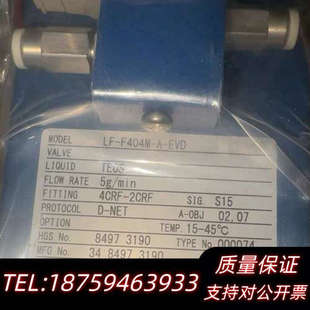 MODEL LF-F404M-A-EVD
VALVE
LIQUID TEOS
FLOW RATE 5g/min
FITTING 4CRF-2CRF SIG. S15
PROTOCOL D-NET A-OBJ 02,07
OPTION TEMP. 15-45℃
HGS No. 8497 3190 TYPE No. 000074
MFG No. 34 8497 3190
TEL:18759463933
质量保证
支持对公开票